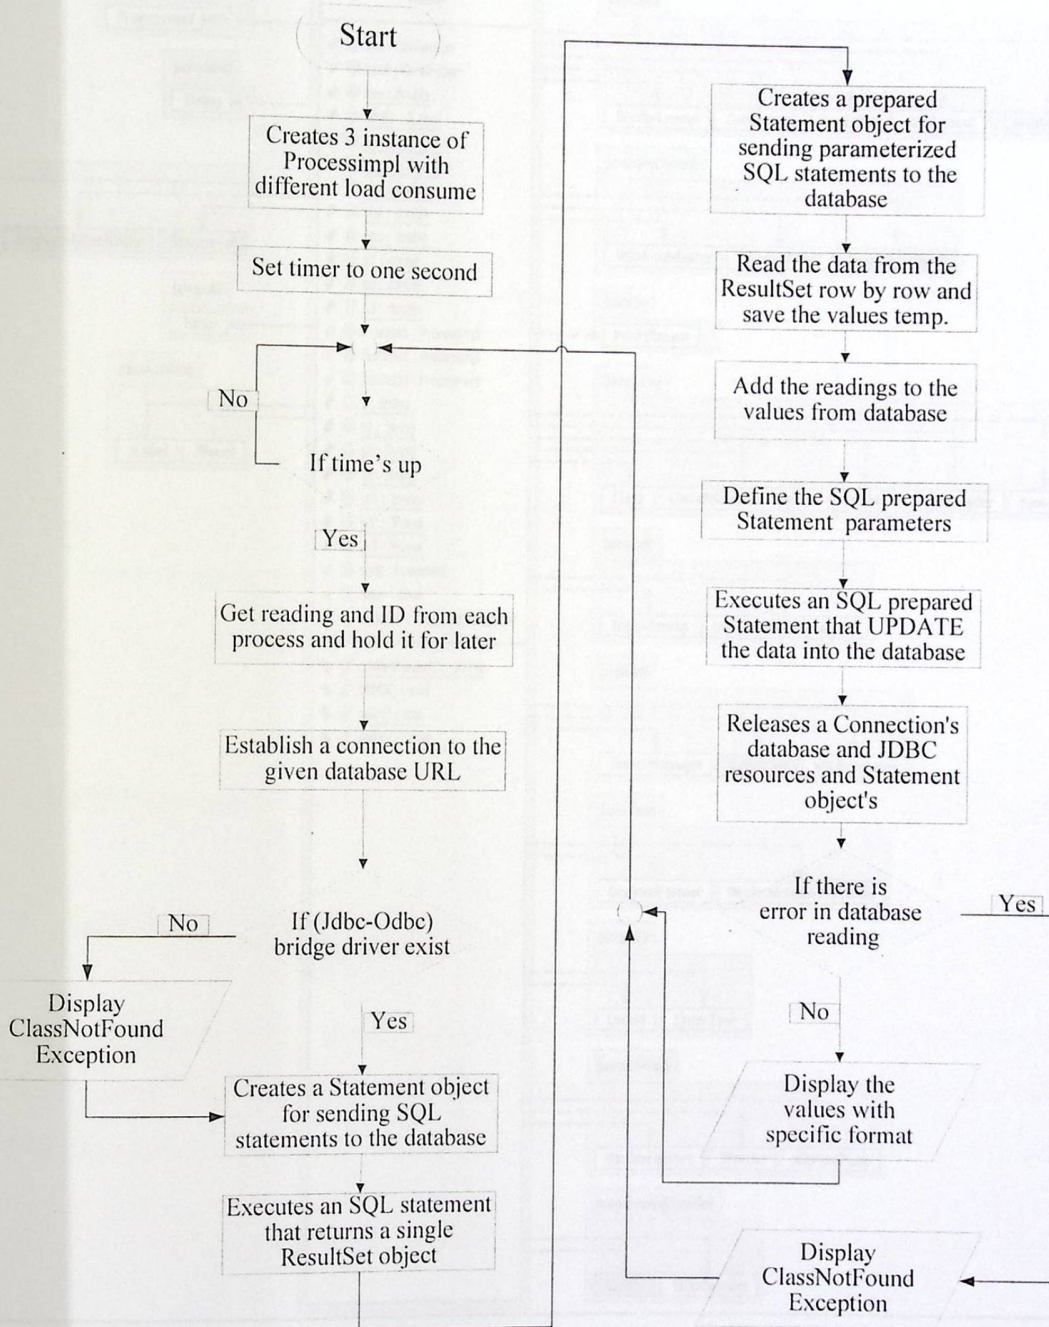 Start
Creates 3 instance of
Processimpl with
different load consume
Set timer to one second
No
If time's up
Yes
Get reading and ID from each
process and hold it for later
Establish a connection to the
given database URL
No
If (Jdbc-Odbc)
bridge driver exist
Display
ClassNotFound
Exception
Yes
Creates a Statement object
for sending SQL
statements to the database
Executes an SQL statement
that returns a single
ResultSet object
Creates a prepared
Statement object for
sending parameterized
SQL statements to the
database
Read the data from the
ResultSet row by row and
save the values temp.
Add the readings to the
values from database
Define the SQL prepared
Statement parameters
Executes an SQL prepared
Statement that UPDATE
the data into the database
Releases a Connection's
database and JDBC
resources and Statement
object's
If there is
error in database
reading
Yes
No
Display the
values with
specific format
Display
ClassNotFound
Exception